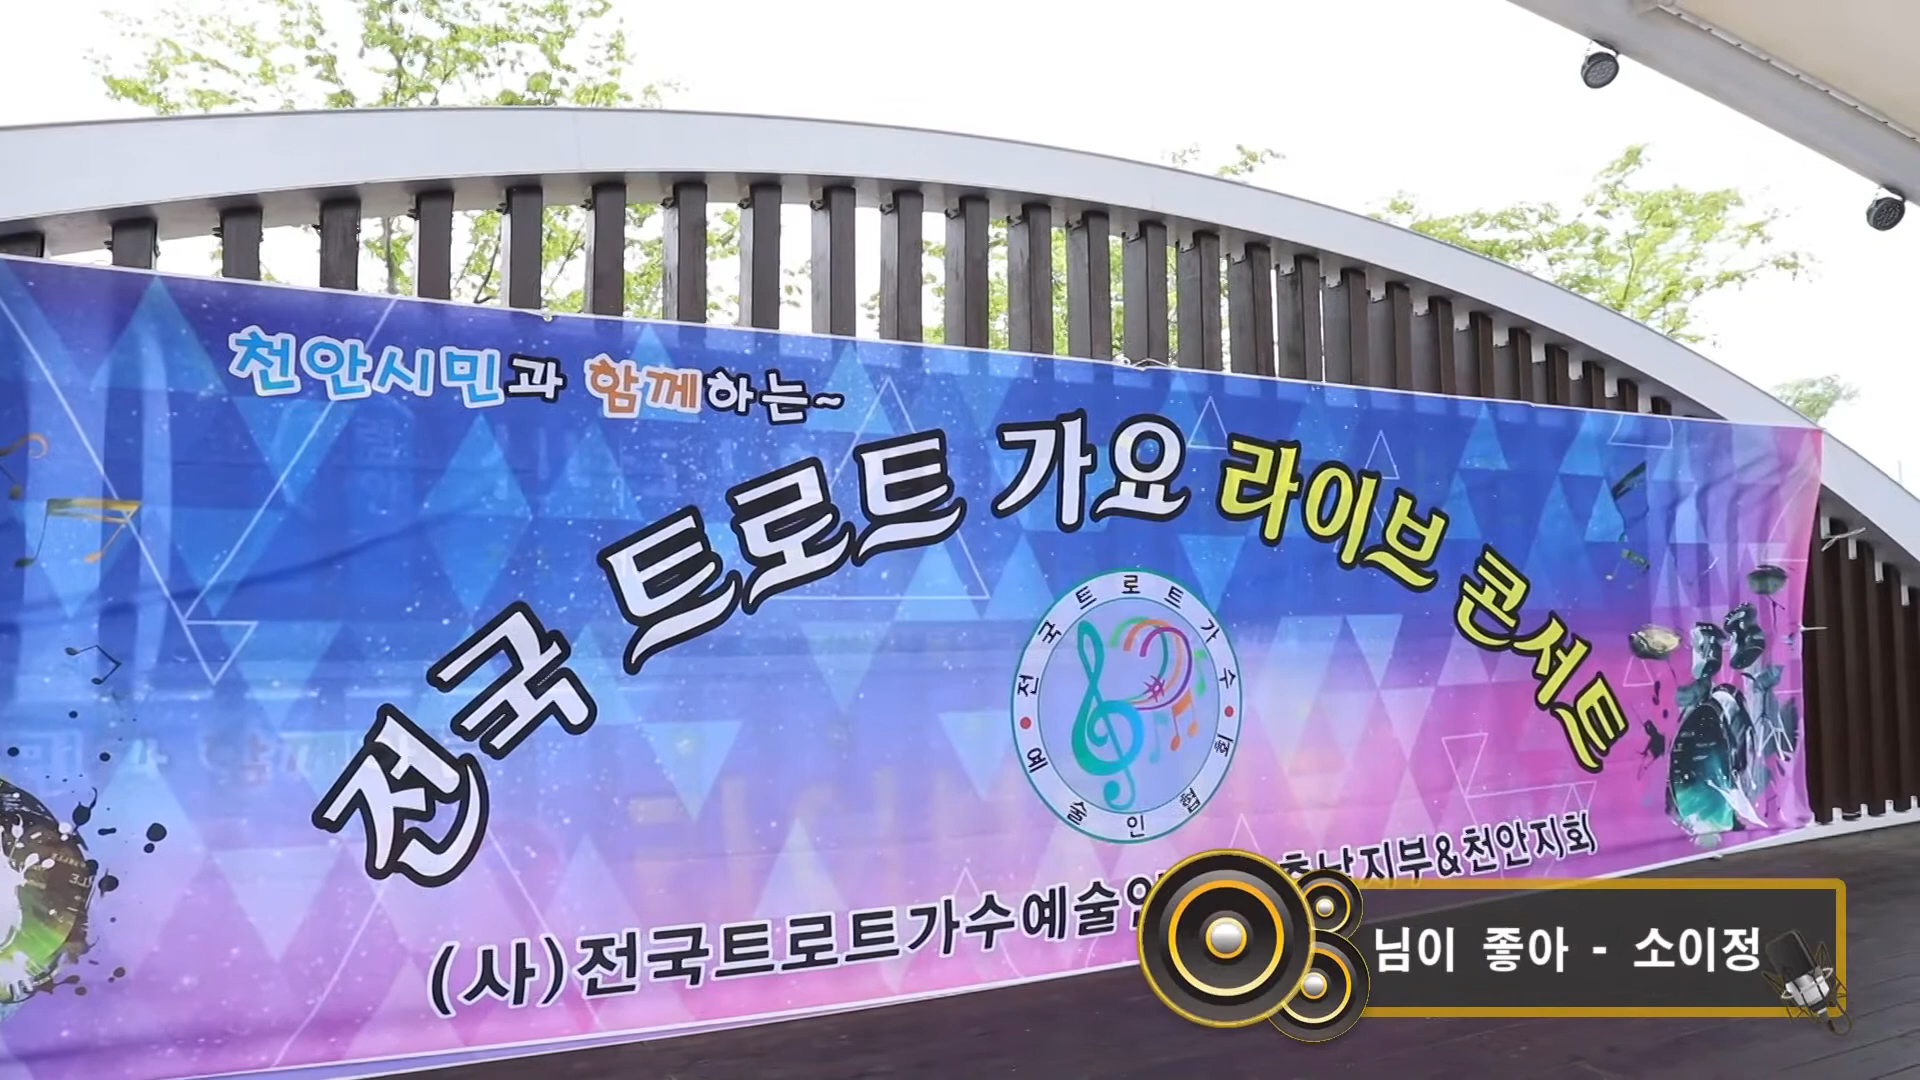 천안시민과 함께하는~
전국 트로트 가요 라이브 콘서트
전국트로트가수
예술인협회
(사)전국트로트가수예술인 충남지부&천안지회
님이 좋아 - 소이정